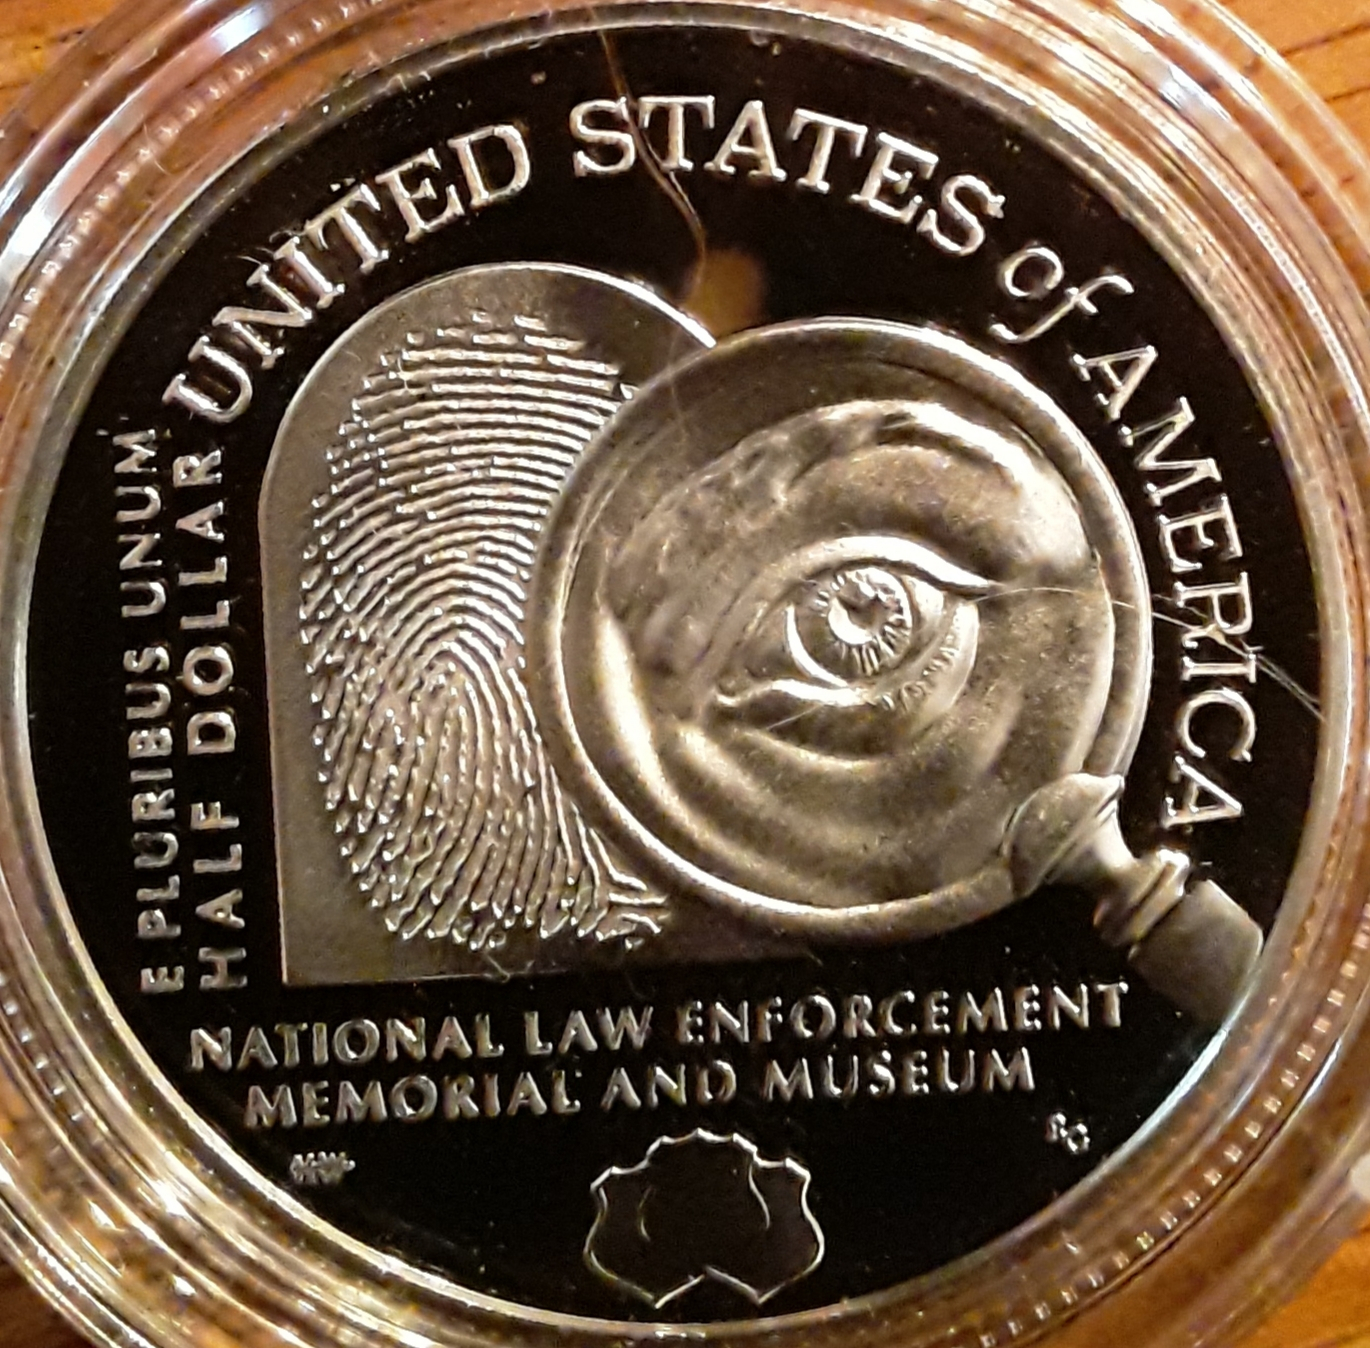 UNITED STATES of AMERICA
E PLURIBUS UNUM
HALF DOLLAR
NATIONAL LAW ENFORCEMENT
MEMORIAL AND MUSEUM